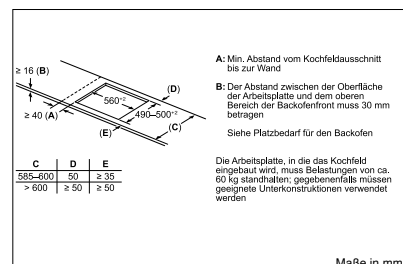 ≥ 16 (B)
560⁺²
(D)
490–500⁺²
≥ 40 (A)
(E)
(C)
C D E
585–600 50 ≥ 35
> 600 ≥ 50 ≥ 50
A: Min. Abstand vom Kochfeldausschnitt
bis zur Wand
B: Der Abstand zwischen der Oberfläche
der Arbeitsplatte und dem oberen
Bereich der Backofenfront muss 30 mm
betragen
Siehe Platzbedarf für den Backofen
Die Arbeitsplatte, in die das Kochfeld
eingebaut wird, muss Belastungen von ca.
60 kg standhalten; gegebenenfalls müssen
geeignete Unterkonstruktionen verwendet
werden
Maße in mm